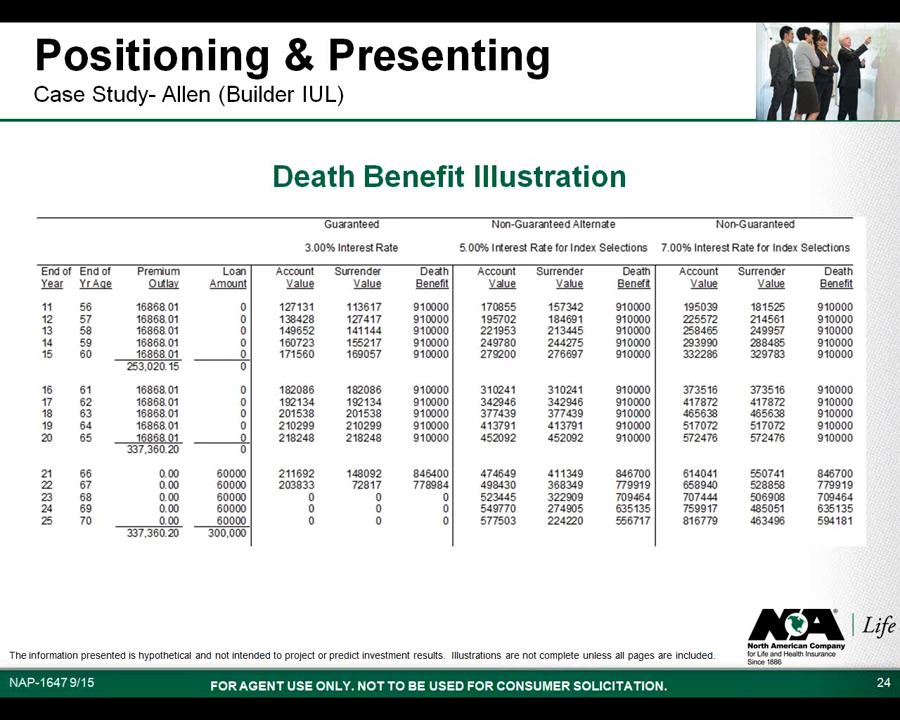 Positioning & Presenting
Case Study- Allen (Builder IUL)
Death Benefit Illustration
Guaranteed Non-Guaranteed Alternate Non-Guaranteed
3.00% Interest Rate 5.00% Interest Rate for Index Selections 7.00% Interest Rate for Index Selections
End of End of Premium Loan Account Surrender Death Account Surrender Death Account Surrender Death
Year Yr Age Outlay Amount Value Value Benefit Value Value Benefit Value Value Benefit
11 56 16868.01 0 127131 113617 910000 170855 157342 910000 195039 181525 910000
12 57 16868.01 0 138428 127417 910000 195702 184691 910000 225572 214561 910000
13 58 16868.01 0 149652 141144 910000 221953 213445 910000 258465 249957 910000
14 59 16868.01 0 160723 155217 910000 249780 244275 910000 293990 288485 910000
15 60 16868.01 0 171560 169057 910000 279200 276697 910000 332286 329783 910000
253,020.15 0
16 61 16868.01 0 182086 182086 910000 310241 310241 910000 373516 373516 910000
17 62 16868.01 0 192134 192134 910000 342946 342946 910000 417872 417872 910000
18 63 16868.01 0 201538 201538 910000 377439 377439 910000 465638 465638 910000
19 64 16868.01 0 210299 210299 910000 413791 413791 910000 517072 517072 910000
20 65 16868.01 0 218248 218248 910000 452092 452092 910000 572476 572476 910000
337,360.20 0
21 66 0.00 60000 211692 148092 846400 474649 411349 846700 614041 550741 846700
22 67 0.00 60000 203833 72817 778984 498430 368349 779919 658940 528858 779919
23 68 0.00 60000 0 0 0 523445 322909 709464 707444 506908 709464
24 69 0.00 60000 0 0 0 549770 274905 635135 759917 485051 635135
25 70 0.00 60000 0 0 0 577503 224220 556717 816779 463496 594181
337,360.20 300,000
NA ® Life
North American Company
for Life and Health Insurance
Since 1886
The information presented is hypothetical and not intended to project or predict investment results. Illustrations are not complete unless all pages are included.
NAP-1647 9/15 FOR AGENT USE ONLY. NOT TO BE USED FOR CONSUMER SOLICITATION. 24